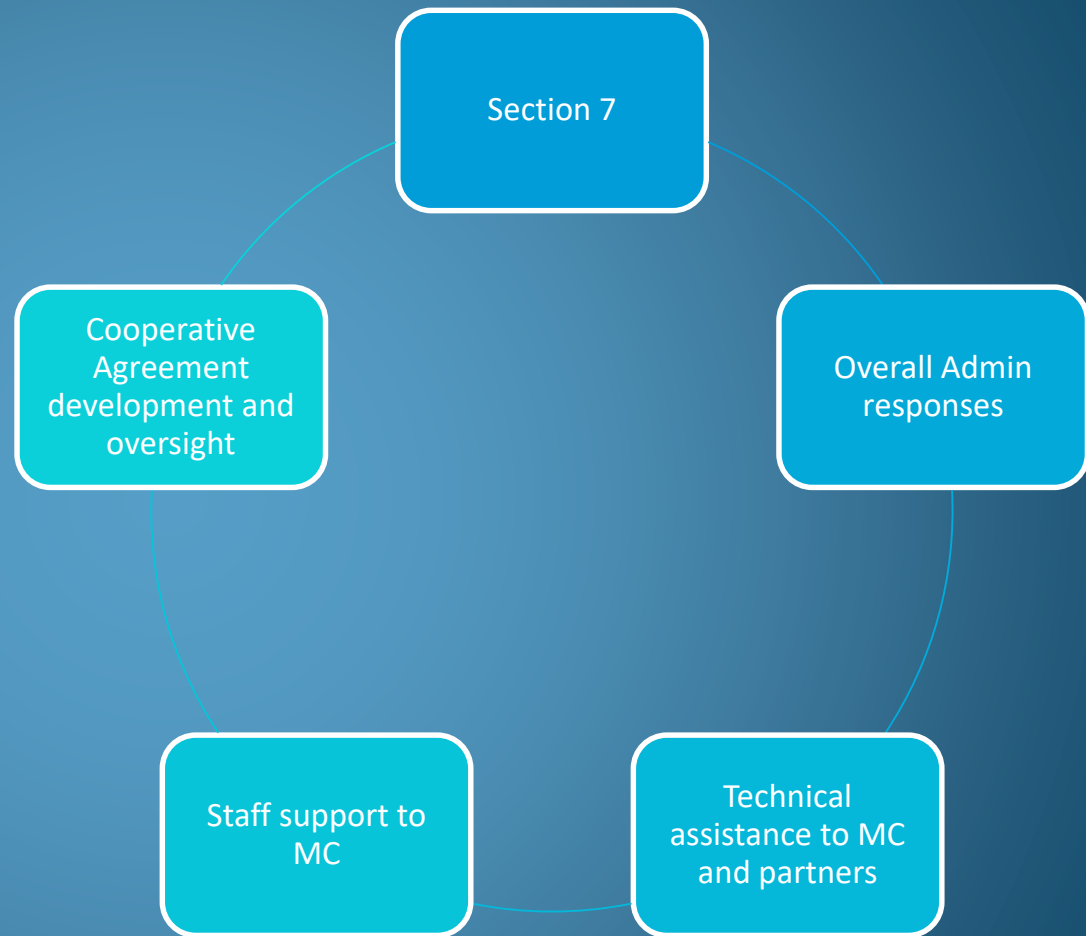 Section 7
Overall Admin
responses
Technical
assistance to MC
and partners
Staff support to
MC
Cooperative
Agreement
development and
oversight